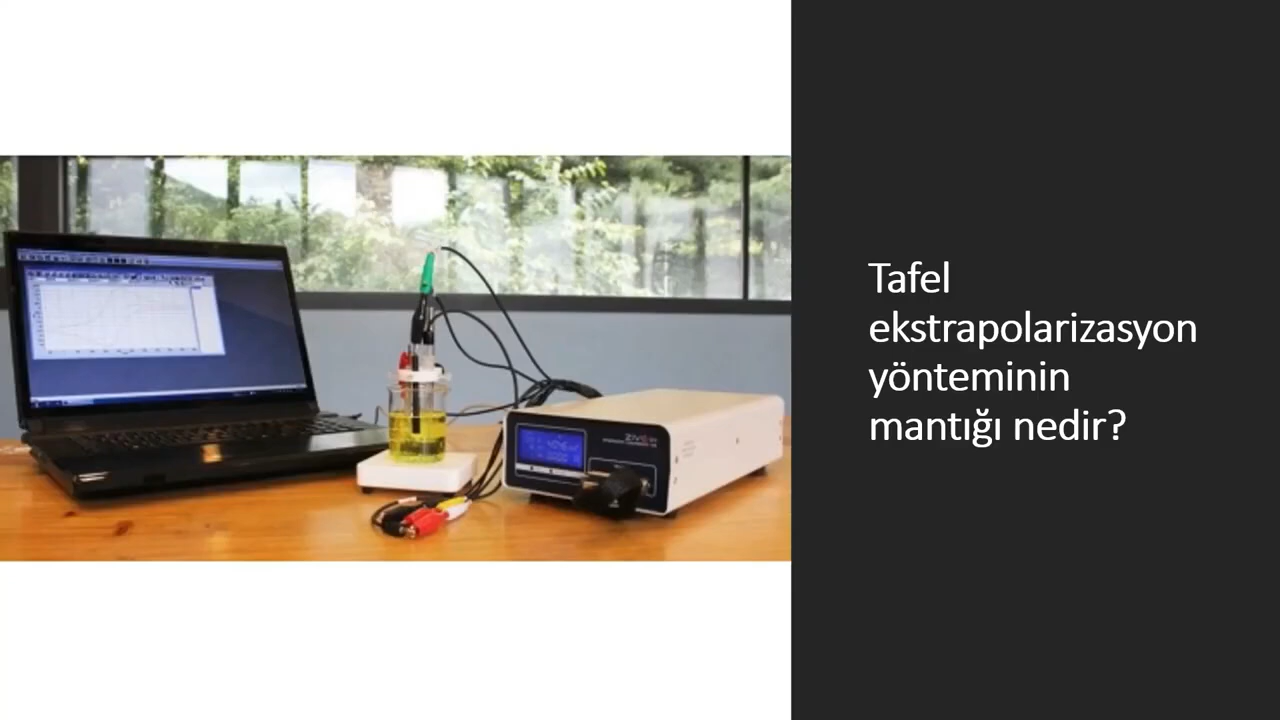 Tafel
ekstrapolarizasyon
yönteminin
mantığı nedir?